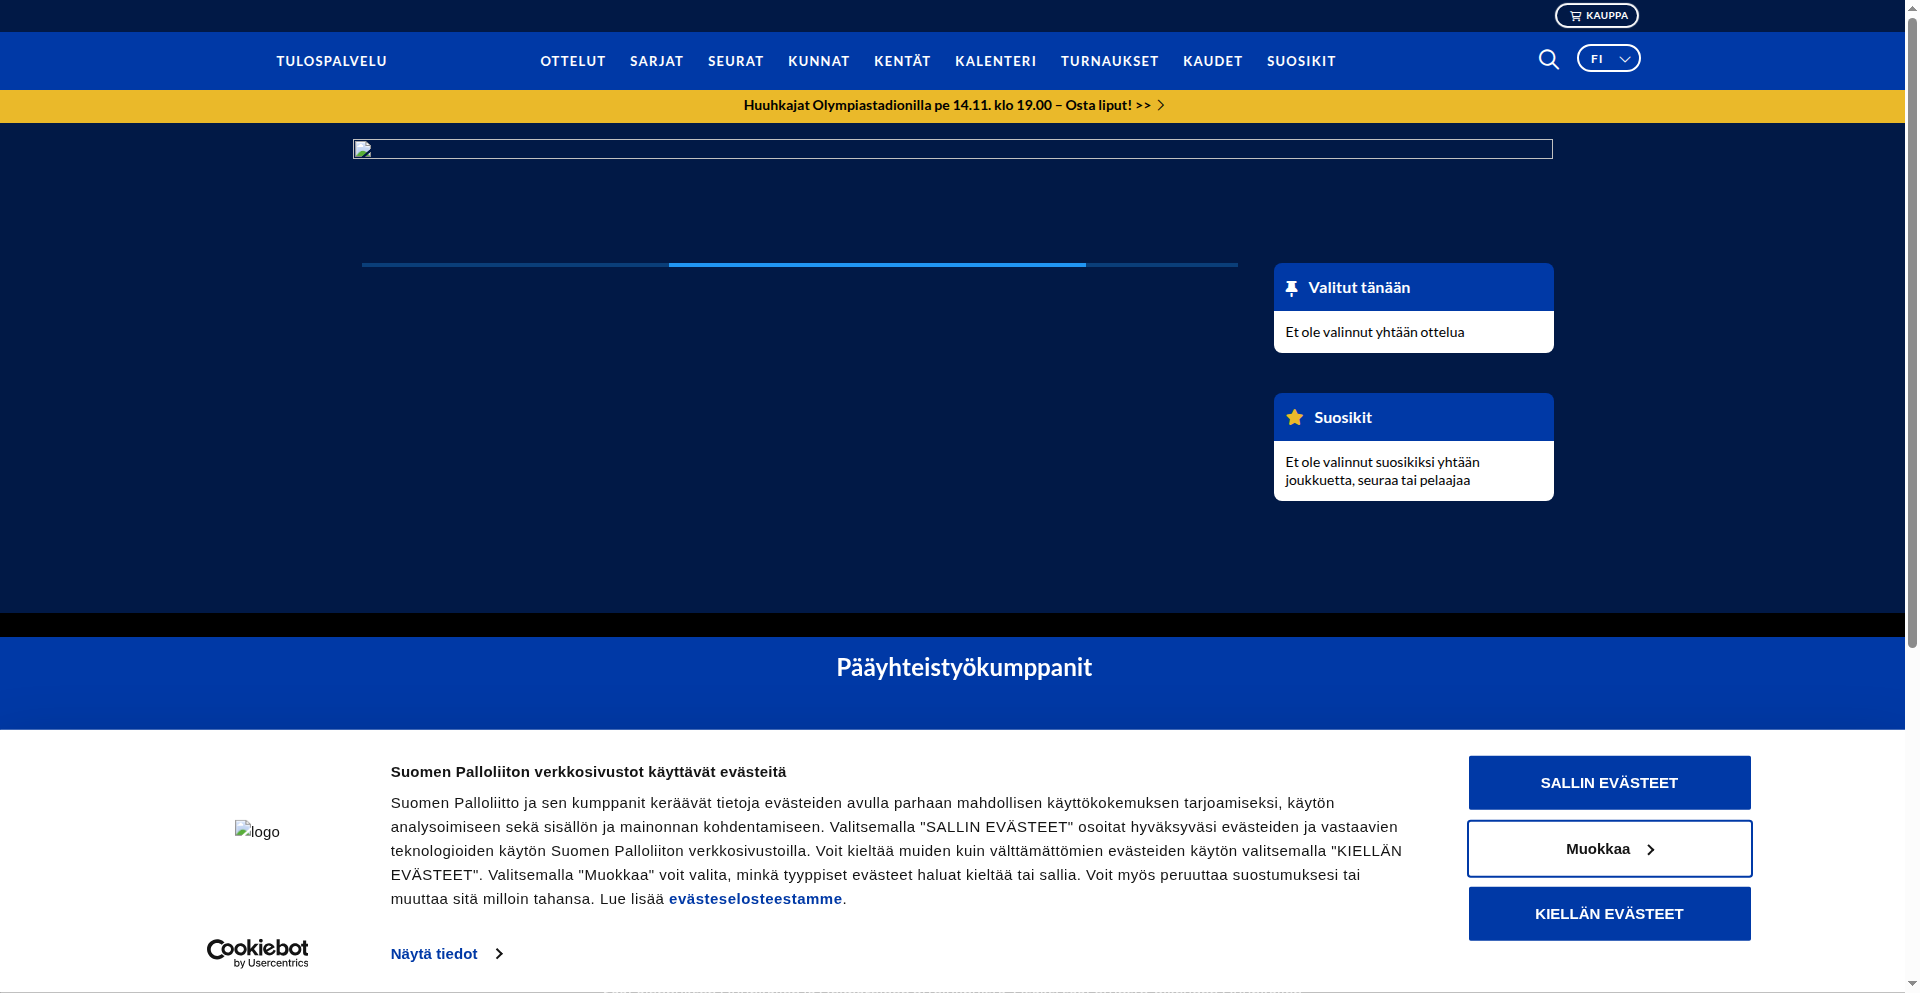 KAUPPA
TULOSPALVELU
OTTELUT SARJAT SEURAT KUNNAT KENTÄT KALENTERI TURNAUKSET KAUDET SUOSIKIT
FI
Huuhkajat Olympiastadionilla pe 14.11. klo 19.00 – Osta liput! >>
Valitut tänään
Et ole valinnut yhtään ottelua
Suosikit
Et ole valinnut suosikiksi yhtään
joukkuetta, seuraa tai pelaajaa
Pääyhteistyökumppanit
logo
Cookiebot
by Usercentrics
Suomen Palloliiton verkkosivustot käyttävät evästeitä
Suomen Palloliitto ja sen kumppanit keräävät tietoja evästeiden avulla parhaan mahdollisen käyttökokemuksen tarjoamiseksi, käytön
analysoimiseen sekä sisällön ja mainonnan kohdentamiseen. Valitsemalla "SALLIN EVÄSTEET" osoitat hyväksyväsi evästeiden ja vastaavien
teknologioiden käytön Suomen Palloliiton verkkosivustoilla. Voit kieltää muiden kuin välttämättömien evästeiden käytön valitsemalla "KIELLÄN
EVÄSTEET". Valitsemalla "Muokkaa" voit valita, minkä tyyppiset evästeet haluat kieltää tai sallia. Voit myös peruuttaa suostumuksesi tai
muuttaa sitä milloin tahansa. Lue lisää evästeselosteestamme.
Näytä tiedot
SALLIN EVÄSTEET
Muokkaa
KIELLÄN EVÄSTEET